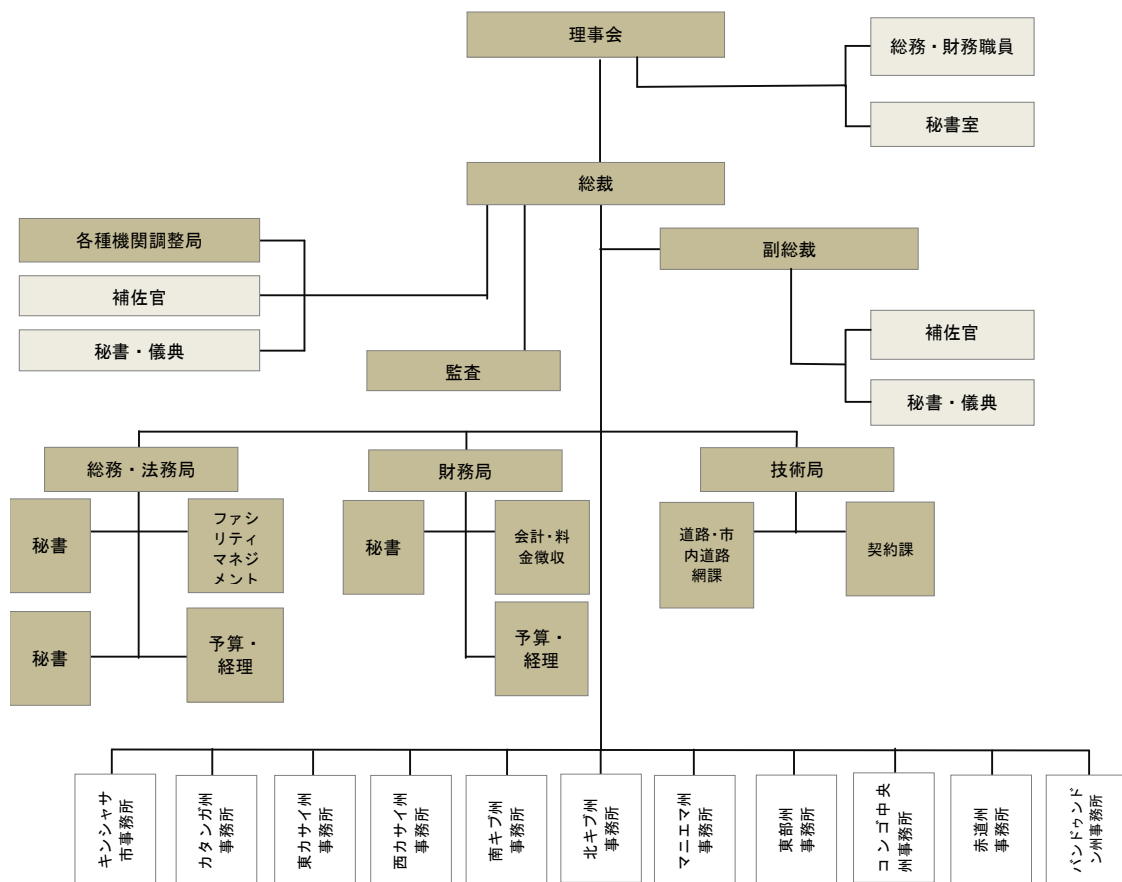 理事会
総務・財務職員
秘書室
総裁
各種機関調整局
副総裁
補佐官
秘書・儀典
補佐官
監査
秘書・儀典
総務・法務局
財務局
技術局
秘書
ファシ
リティ
マネジ
メント
秘書
会計・料
金徴収
道路・市
内道路
網課
契約課
秘書
予算・
経理
予算・
経理
キンシャサ
市事務所
カタンガ州
事務所
東カサイ州
事務所
西カサイ州
事務所
南キブ州
事務所
北キブ州
事務所
マニエマ州
事務所
東部州
事務所
コンゴ中央
州事務所
赤道州
事務所
バンドゥンド
ン州事務所